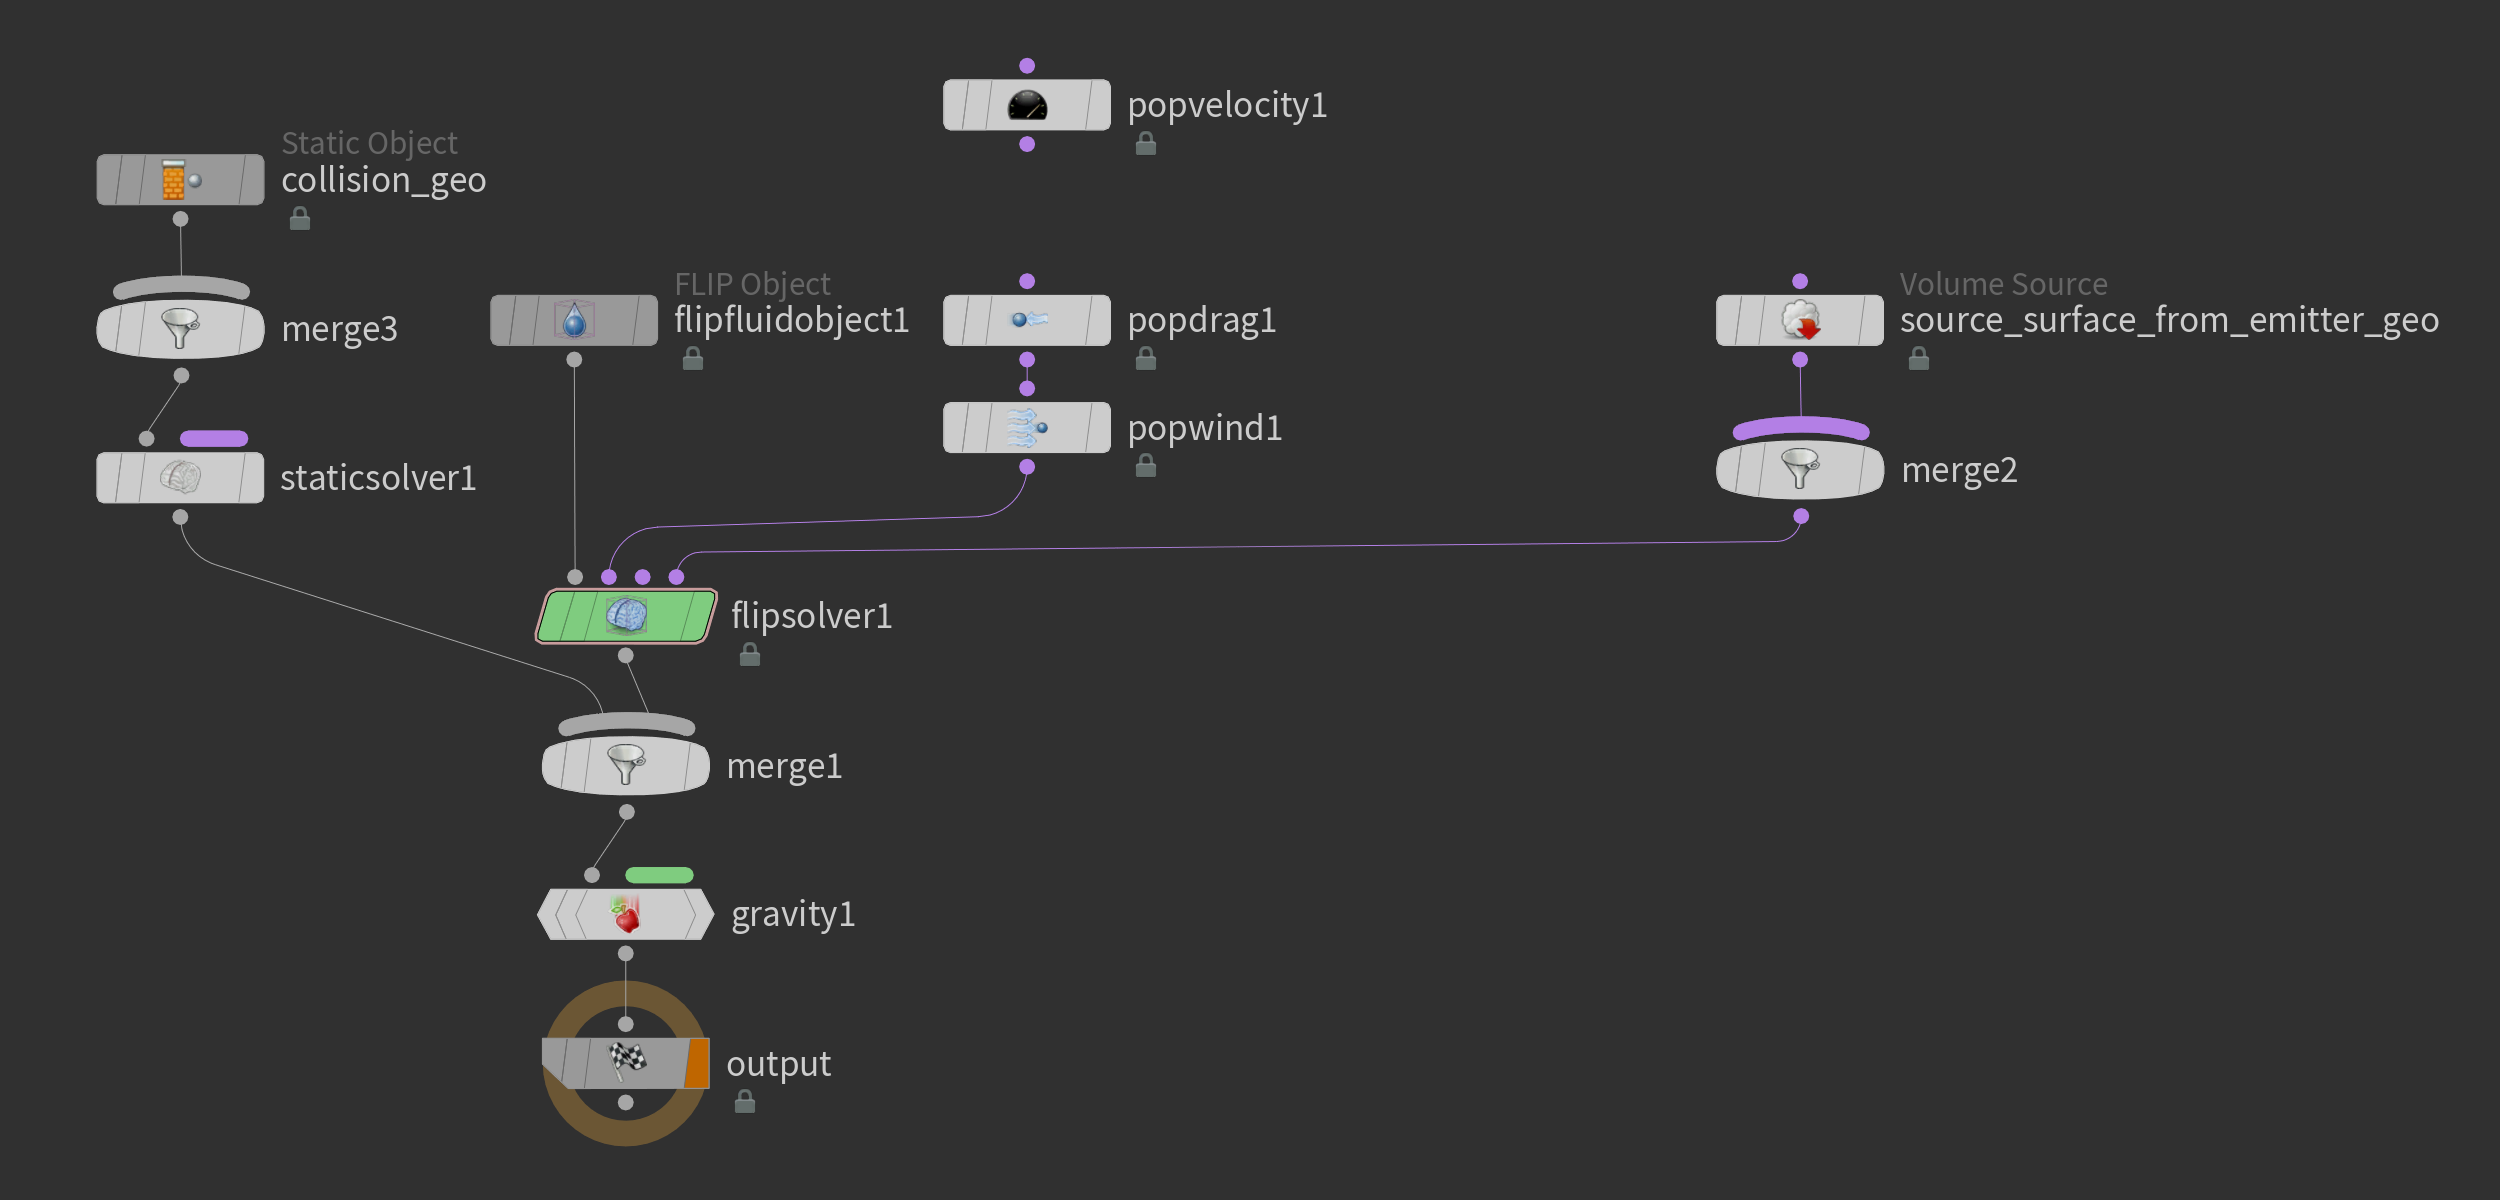 popvelocity1
Static Object
collision_geo
FLIP Object
flipfluidobject1
popdrag1
Volume Source
source_surface_from_emitter_geo
merge3
popwind1
merge2
staticsolver1
flipsolver1
merge1
gravity1
output